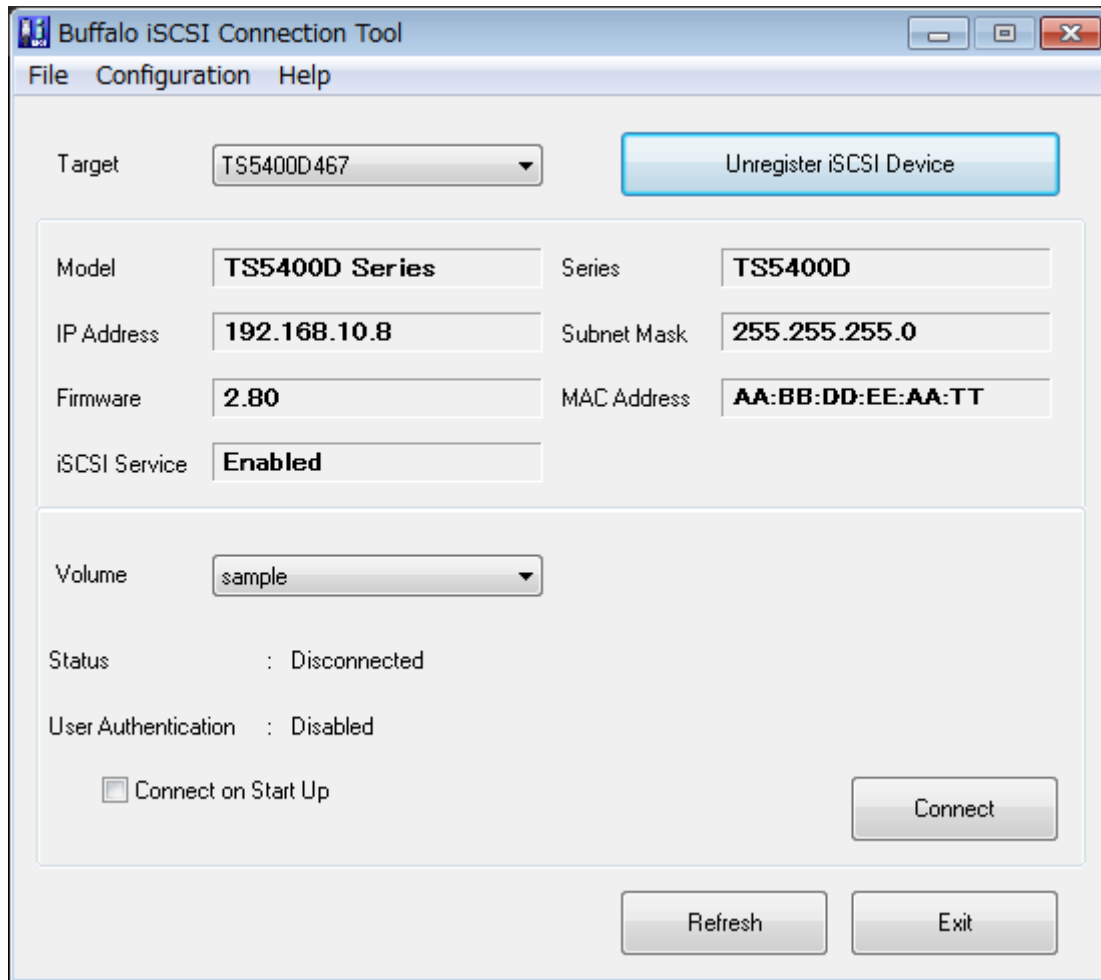 Buffalo iSCSI Connection Tool
File Configuration Help
Target TS5400D467 Unregister iSCSI Device
Model TS5400D Series Series TS5400D
IP Address 192.168.10.8 Subnet Mask 255.255.255.0
Firmware 2.80 MAC Address AA:BB:DD:EE:AA:TT
iSCSI Service Enabled
Volume sample
Status : Disconnected
User Authentication : Disabled
Connect on Start Up
Connect
Refresh Exit